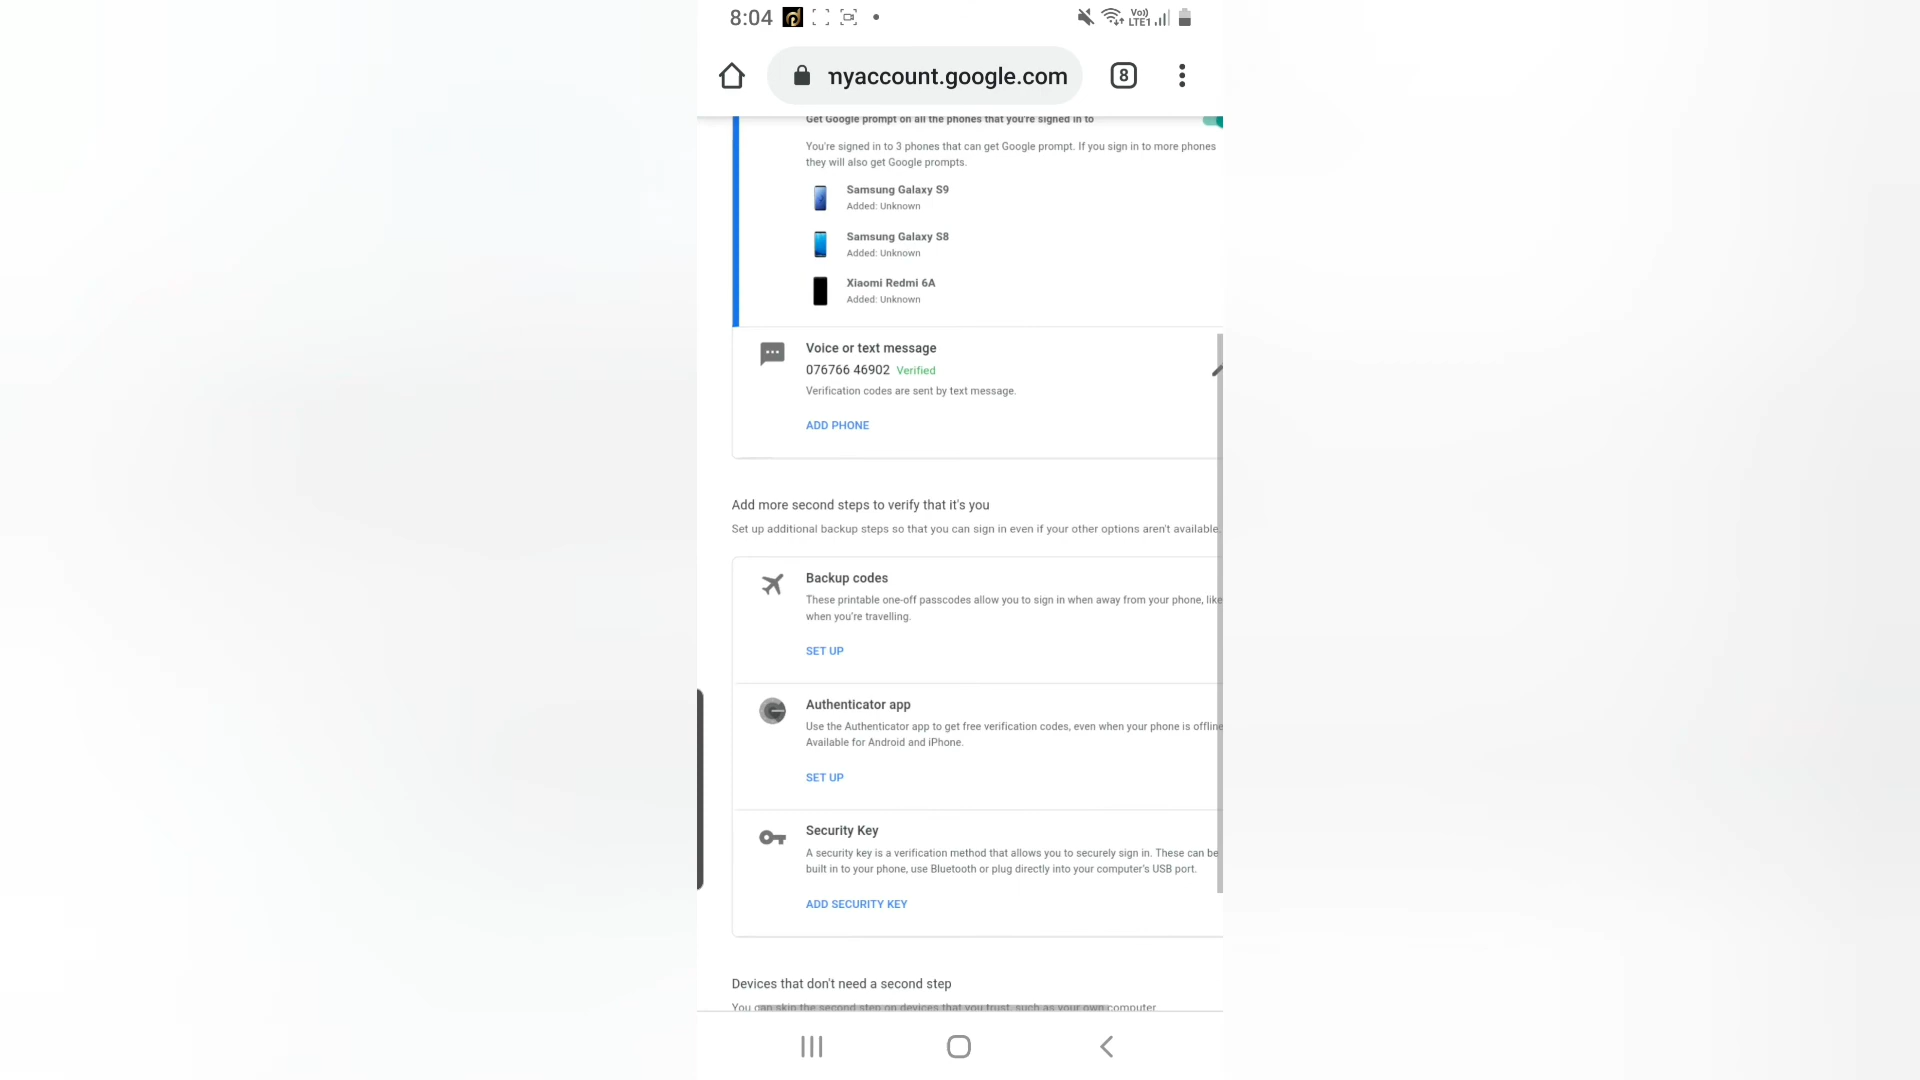 8:04
Vo))
LTE1
myaccount.google.com
8
Get Google prompt on all the phones that you're signed in to
You're signed in to 3 phones that can get Google prompt. If you sign in to more phones
they will also get Google prompts.
Samsung Galaxy S9
Added: Unknown
Samsung Galaxy S8
Added: Unknown
Xiaomi Redmi 6A
Added: Unknown
Voice or text message
076766 46902 Verified
Verification codes are sent by text message.
ADD PHONE
Add more second steps to verify that it's you
Set up additional backup steps so that you can sign in even if your other options aren't available.
Backup codes
These printable one-off passcodes allow you to sign in when away from your phone, like
when you're travelling.
SET UP
Authenticator app
Use the Authenticator app to get free verification codes, even when your phone is offline
Available for Android and iPhone.
SET UP
Security Key
A security key is a verification method that allows you to securely sign in. These can be
built in to your phone, use Bluetooth or plug directly into your computer's USB port.
ADD SECURITY KEY
Devices that don't need a second step
You can skip the second step on devices that you trust, such as your own computer